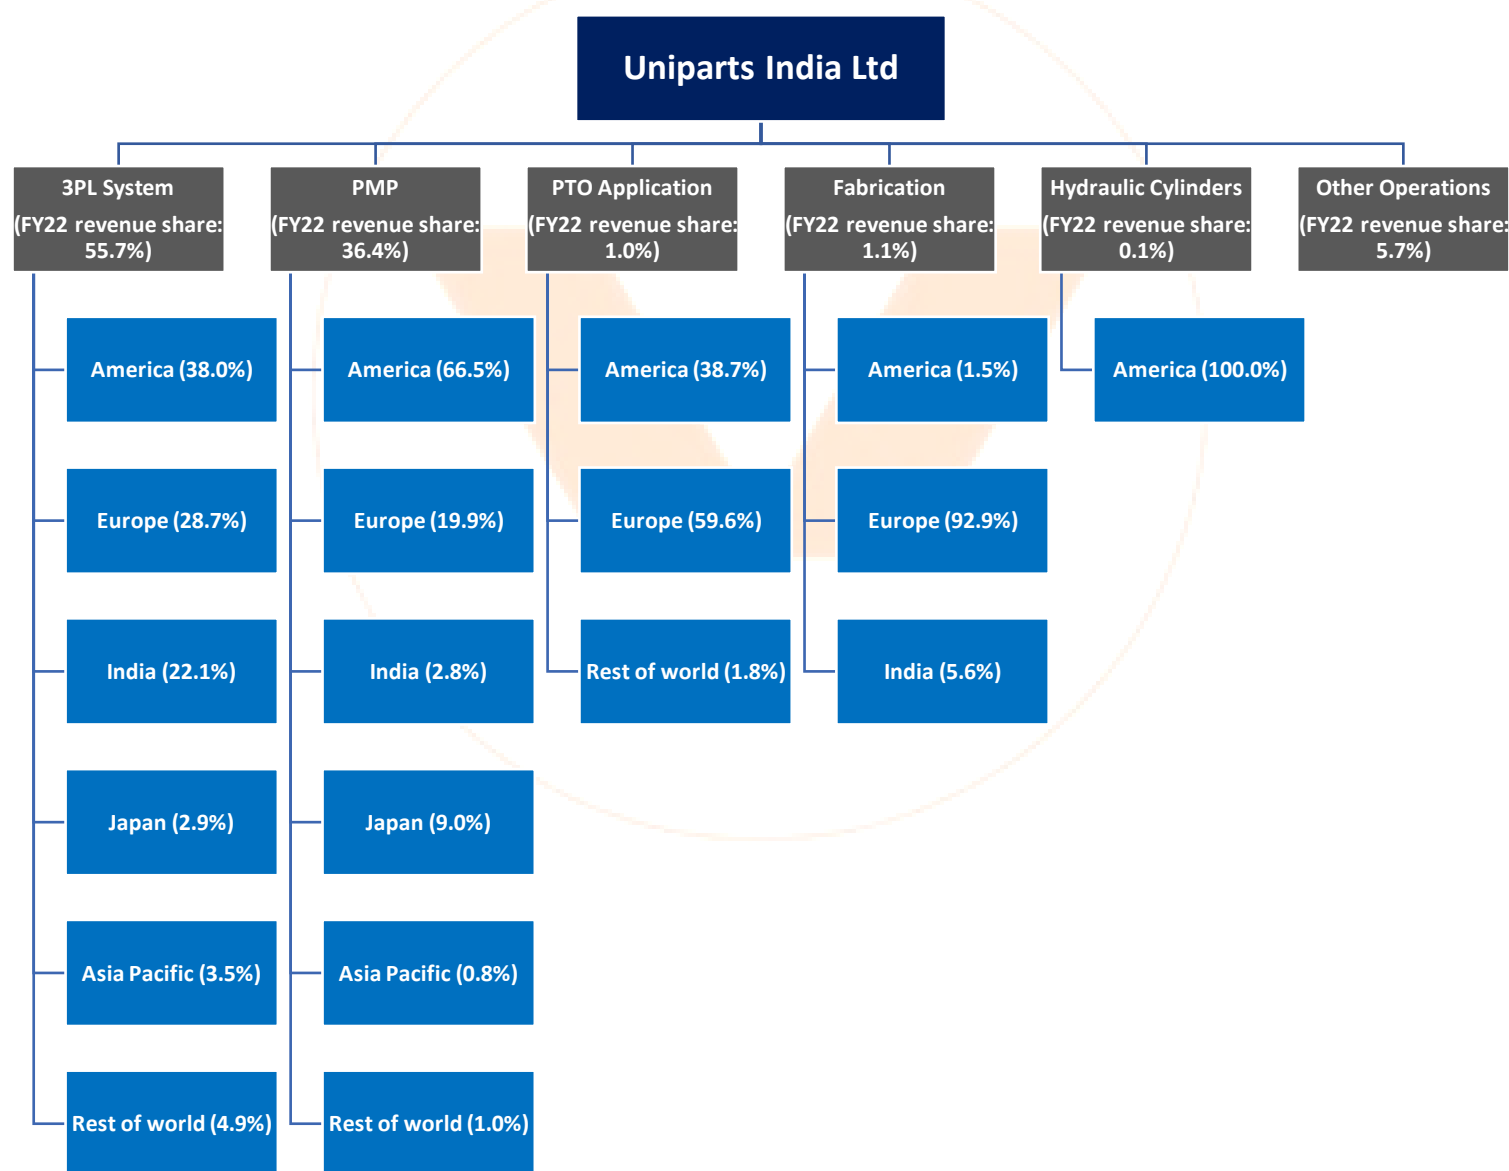 Uniparts India Ltd
3PL System
(FY22 revenue share:
55.7%)
America (38.0%)
Europe (28.7%)
India (22.1%)
Japan (2.9%)
Asia Pacific (3.5%)
Rest of world (4.9%)
PMP
(FY22 revenue share:
36.4%)
America (66.5%)
Europe (19.9%)
India (2.8%)
Japan (9.0%)
Asia Pacific (0.8%)
Rest of world (1.0%)
PTO Application
(FY22 revenue share:
1.0%)
America (38.7%)
Europe (59.6%)
Rest of world (1.8%)
Fabrication
(FY22 revenue share:
1.1%)
America (1.5%)
Europe (92.9%)
India (5.6%)
Hydraulic Cylinders
(FY22 revenue share:
0.1%)
America (100.0%)
Other Operations
(FY22 revenue share:
5.7%)